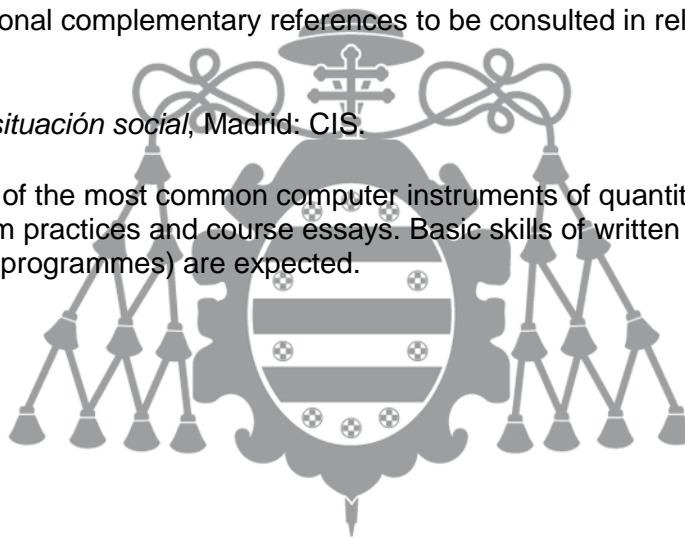 onal complementary references to be consulted in rel
situación social, Madrid: CIS.
of the most common computer instruments of quantit
m practices and course essays. Basic skills of written
programmes) are expected.